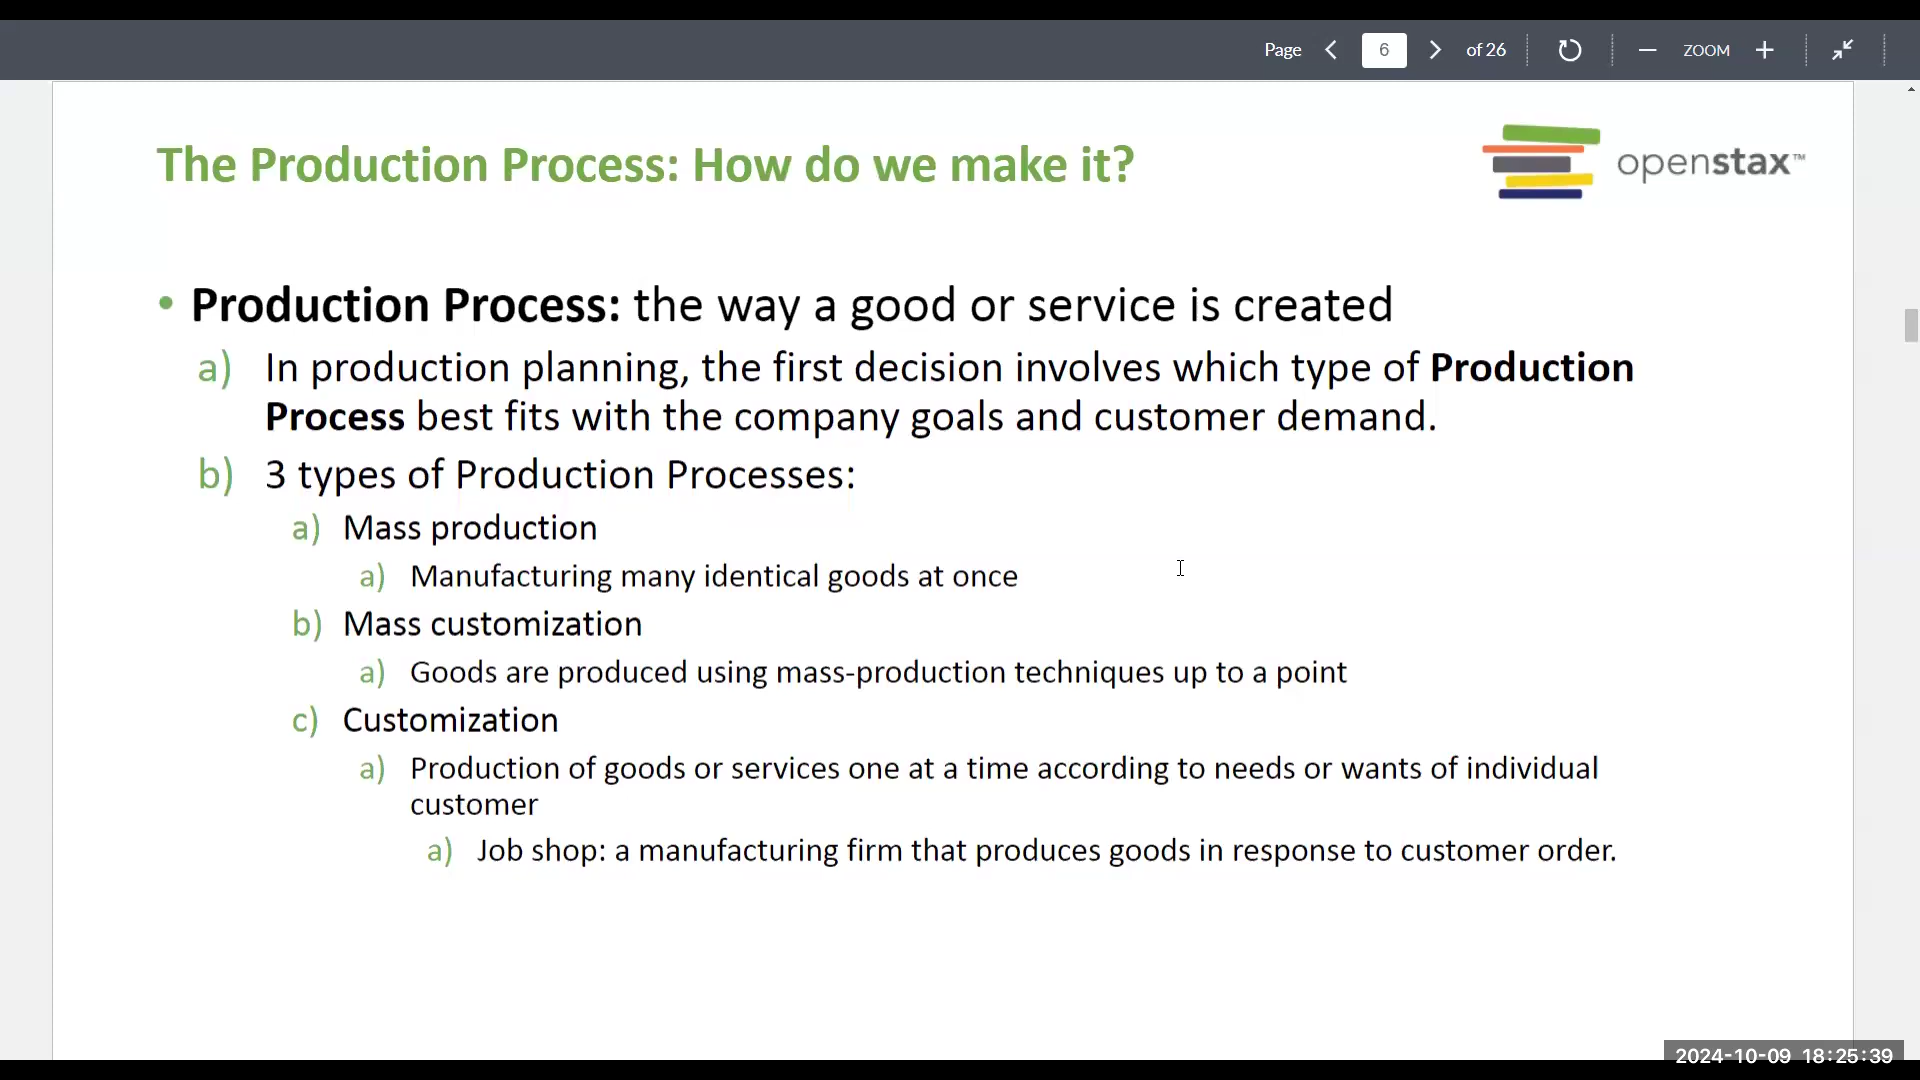 Page 6 of 26 ZOOM
The Production Process: How do we make it?
openstax™
• Production Process: the way a good or service is created
a) In production planning, the first decision involves which type of Production
Process best fits with the company goals and customer demand.
b) 3 types of Production Processes:
a) Mass production
a) Manufacturing many identical goods at once
b) Mass customization
a) Goods are produced using mass-production techniques up to a point
c) Customization
a) Production of goods or services one at a time according to needs or wants of individual
customer
a) Job shop: a manufacturing firm that produces goods in response to customer order.
2024-10-09 18:25:39